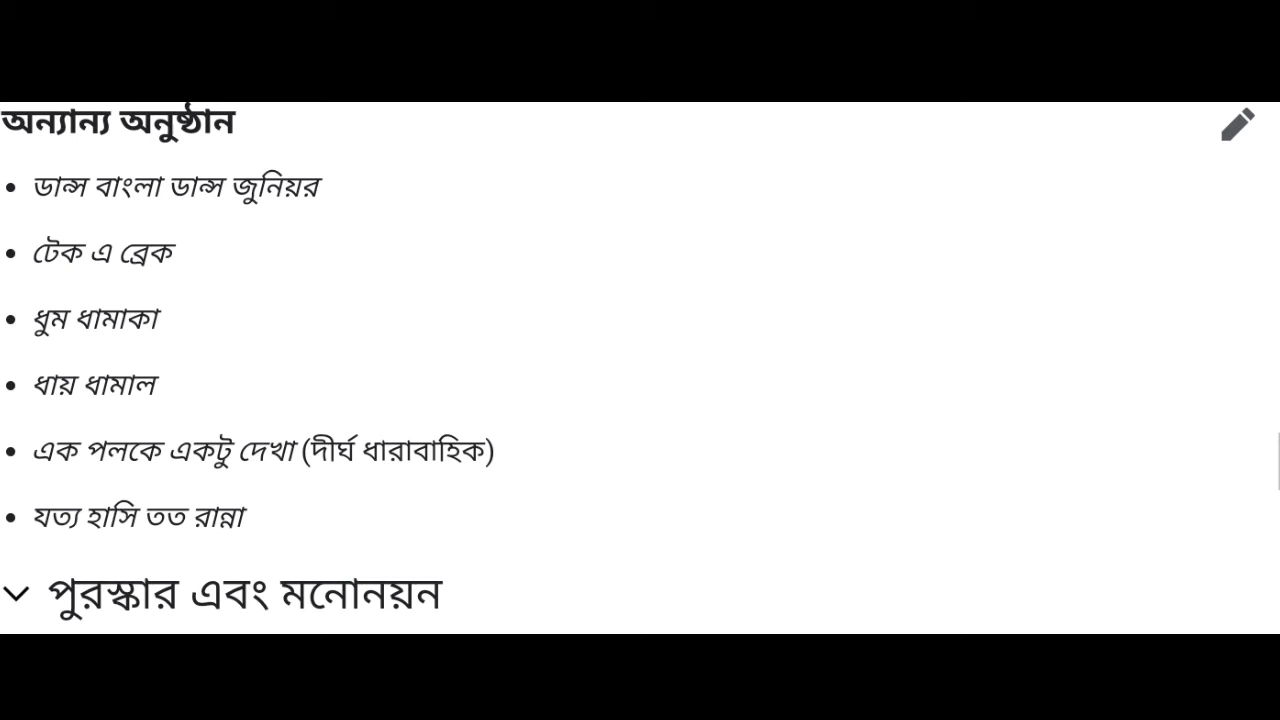 অন্যান্য অনুষ্ঠান
ডান্স বাংলা ডান্স জুনিয়র
টেক এ ব্রেক
ধুম ধামাকা
ধায় ধামাল
এক পলকে একটু দেখা (দীর্ঘ ধারাবাহিক)
যত্য হাসি তত রান্না
পুরস্কার এবং মনোনয়ন